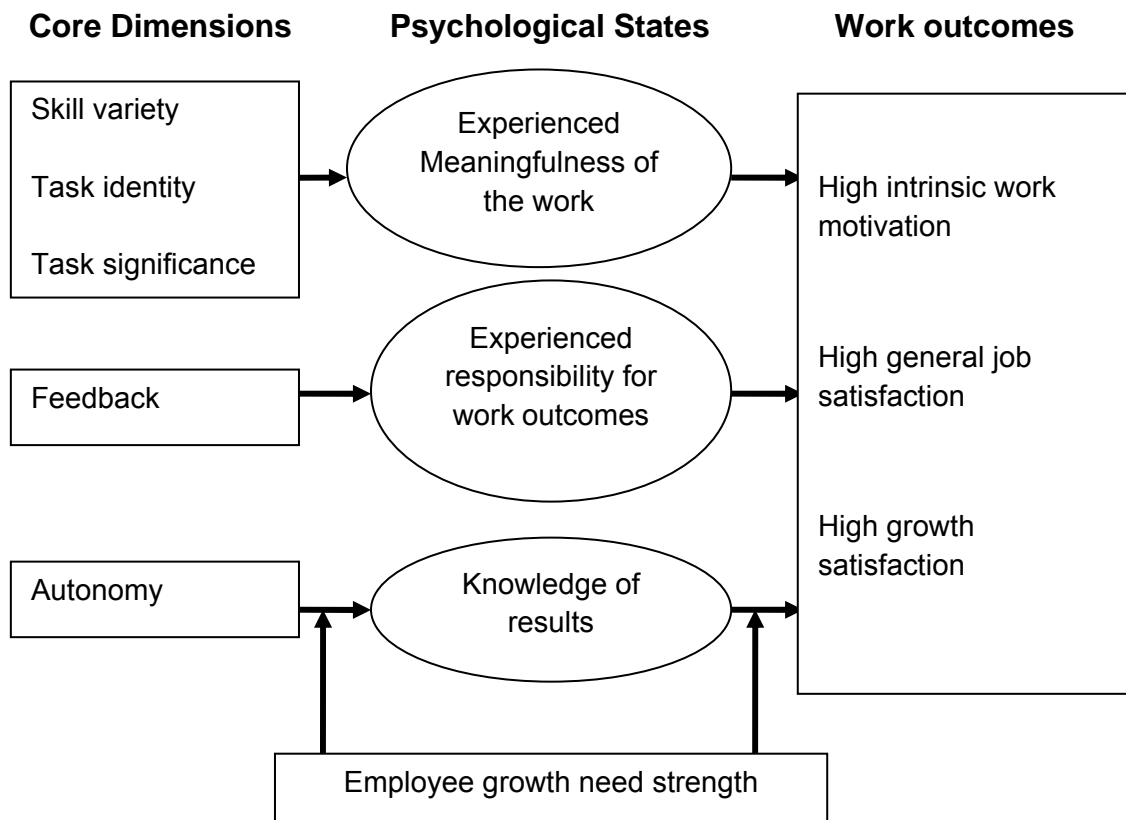 Core Dimensions
Psychological States
Work outcomes
Skill variety
Task identity
Task significance
Experienced
Meaningfulness of
the work
High intrinsic work
motivation
Feedback
Experienced
responsibility for
work outcomes
High general job
satisfaction
Autonomy
Knowledge of
results
High growth
satisfaction
Employee growth need strength